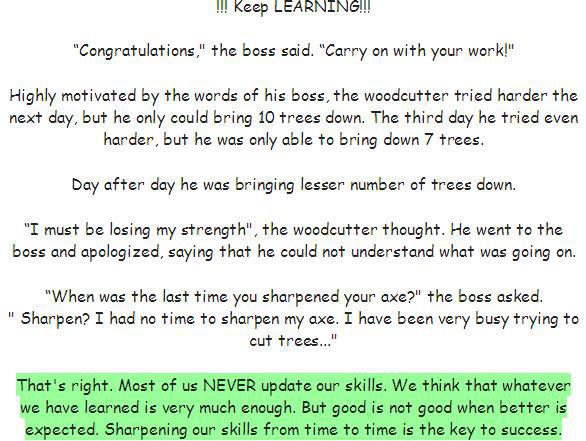 !!! Keep LEARNING!!!
“Congratulations," the boss said. “Carry on with your work!"
Highly motivated by the words of his boss, the woodcutter tried harder the
next day, but he only could bring 10 trees down. The third day he tried even
harder, but he was only able to bring down 7 trees.
Day after day he was bringing lesser number of trees down.
“I must be losing my strength", the woodcutter thought. He went to the
boss and apologized, saying that he could not understand what was going on.
“When was the last time you sharpened your axe?" the boss asked.
" Sharpen? I had no time to sharpen my axe. I have been very busy trying to
cut trees..."
That's right. Most of us NEVER update our skills. We think that whatever
we have learned is very much enough. But good is not good when better is
expected. Sharpening our skills from time to time is the key to success.